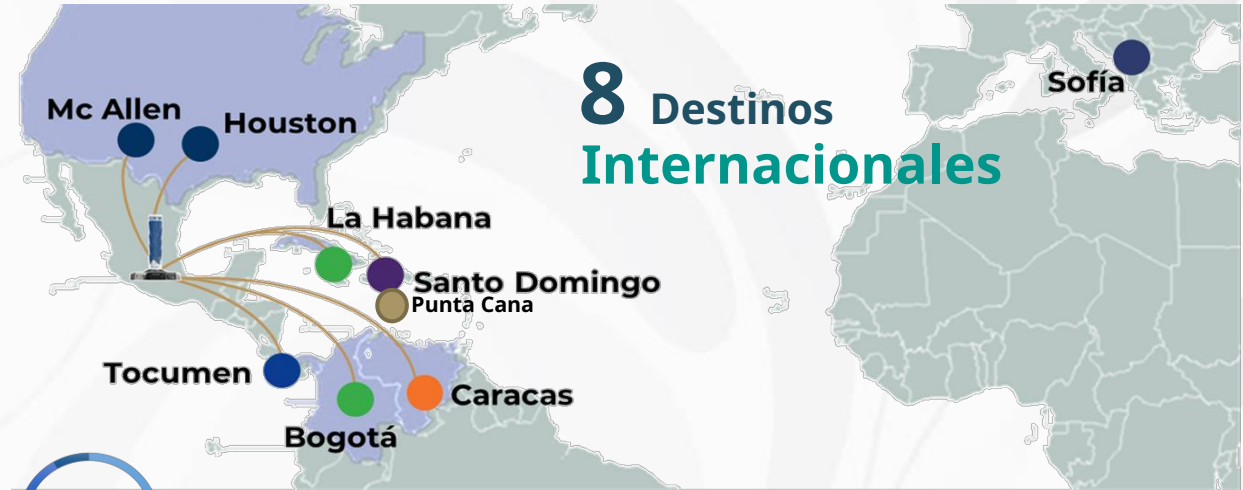 8 Destinos
Internacionales
Sofía
Mc Allen
Houston
La Habana
Santo Domingo
Punta Cana
Tocumen
Caracas
Bogotá